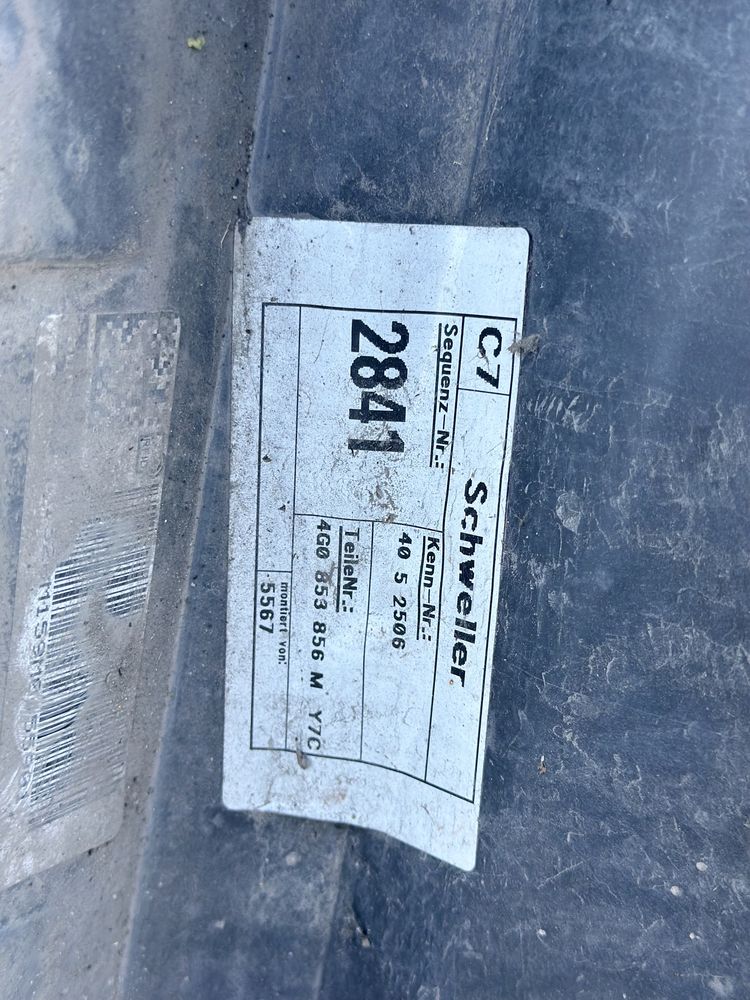 C7 Schweller
Sequenz-Nr.:
2841
Kenn-Nr.:
40 5 2506
TeileNr.:
4G0 853 856 M Y7C
montiert von:
5567